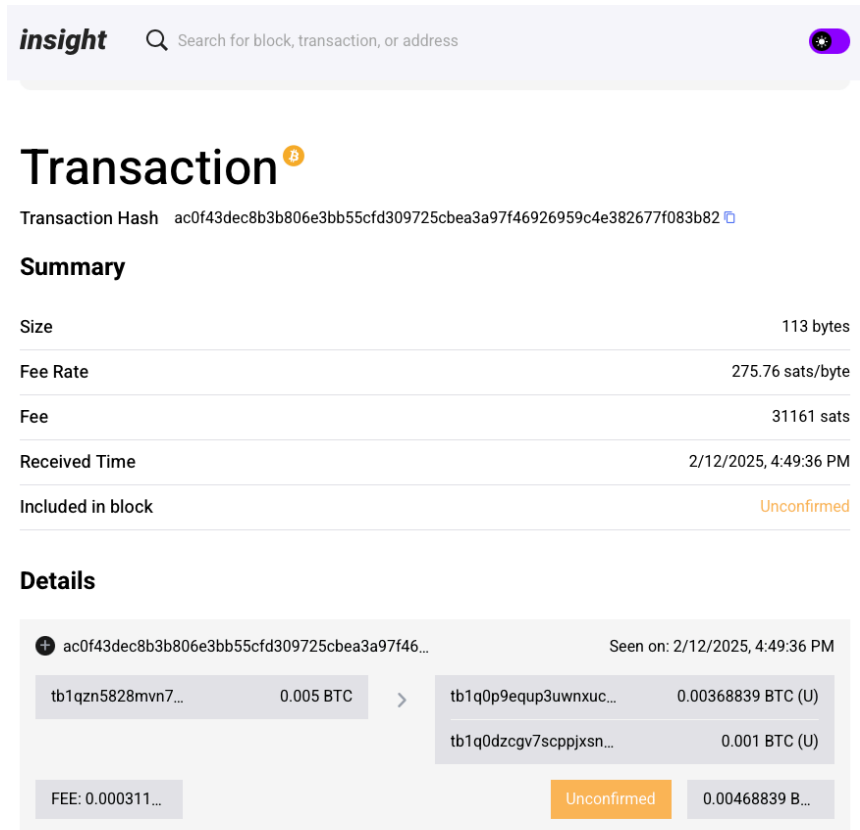 insight
Search for block, transaction, or address
Transaction
Transaction Hash ac0f43dec8b3b806e3bb55cfd309725cbea3a97f46926959c4e382677f083b82
Summary
Size 113 bytes
Fee Rate 275.76 sats/byte
Fee 31161 sats
Received Time 2/12/2025, 4:49:36 PM
Included in block Unconfirmed
Details
ac0f43dec8b3b806e3bb55cfd309725cbea3a97f46... Seen on: 2/12/2025, 4:49:36 PM
tb1qzn5828mvn7... 0.005 BTC tb1q0p9equp3uwnxuc... 0.00368839 BTC (U)
tb1q0dzcgv7scppjxsn... 0.001 BTC (U)
FEE: 0.000311... Unconfirmed 0.00468839 B...